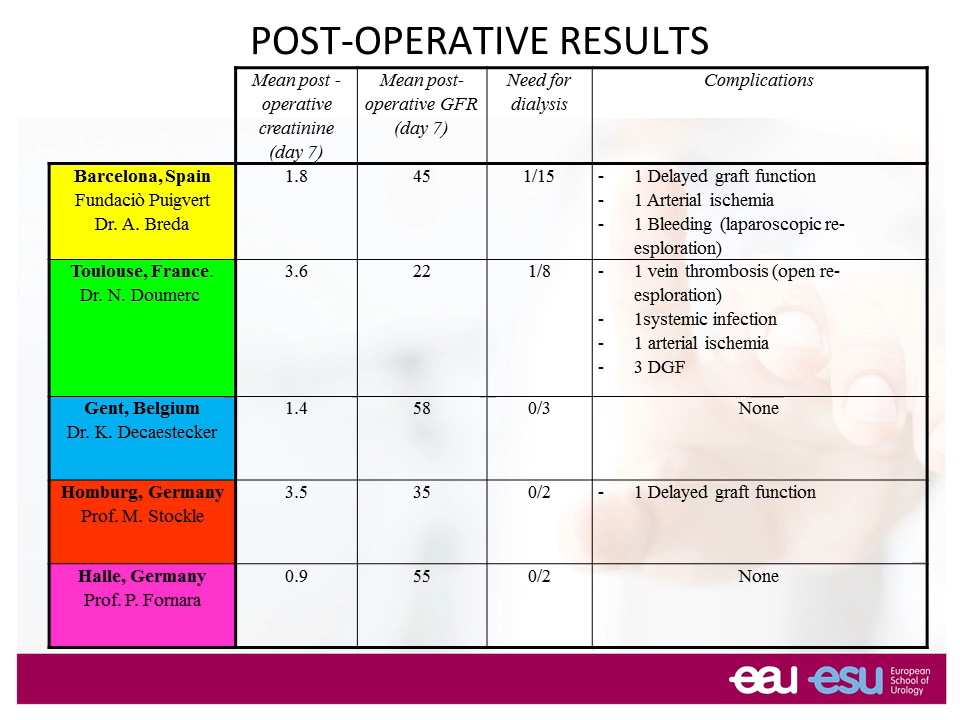 POST-OPERATIVE RESULTS
Mean post -
operative
creatinine
(day 7)
Mean post-
operative GFR
(day 7)
Need for
dialysis
Complications
Barcelona, Spain
Fundaciò Puigvert
Dr. A. Breda
1.8
45
1/15
- 1 Delayed graft function
- 1 Arterial ischemia
- 1 Bleeding (laparoscopic re-
esploration)
Toulouse, France.
Dr. N. Doumerc
3.6
22
1/8
- 1 vein thrombosis (open re-
esploration)
- 1systemic infection
- 1 arterial ischemia
- 3 DGF
Gent, Belgium
Dr. K. Decaestecker
1.4
58
0/3
None
Homburg, Germany
Prof. M. Stockle
3.5
35
0/2
- 1 Delayed graft function
Halle, Germany
Prof. P. Fornara
0.9
55
0/2
None
eau
esu
European
School of
Urology